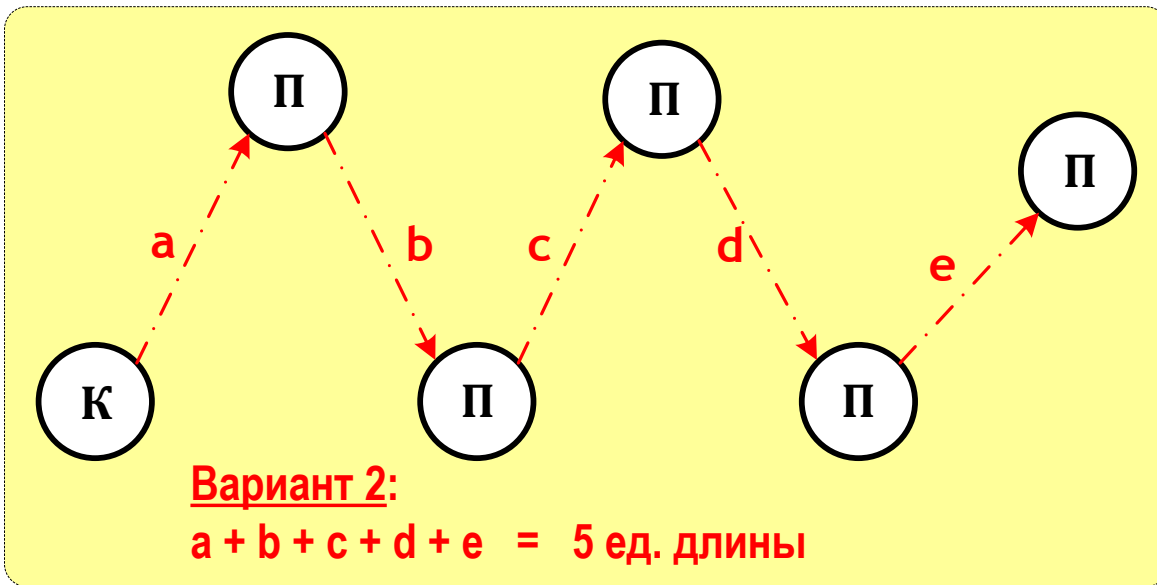 П
П
П
a
b
c
d
e
К
П
П
Вариант 2:
a + b + c + d + e = 5 ед. длины